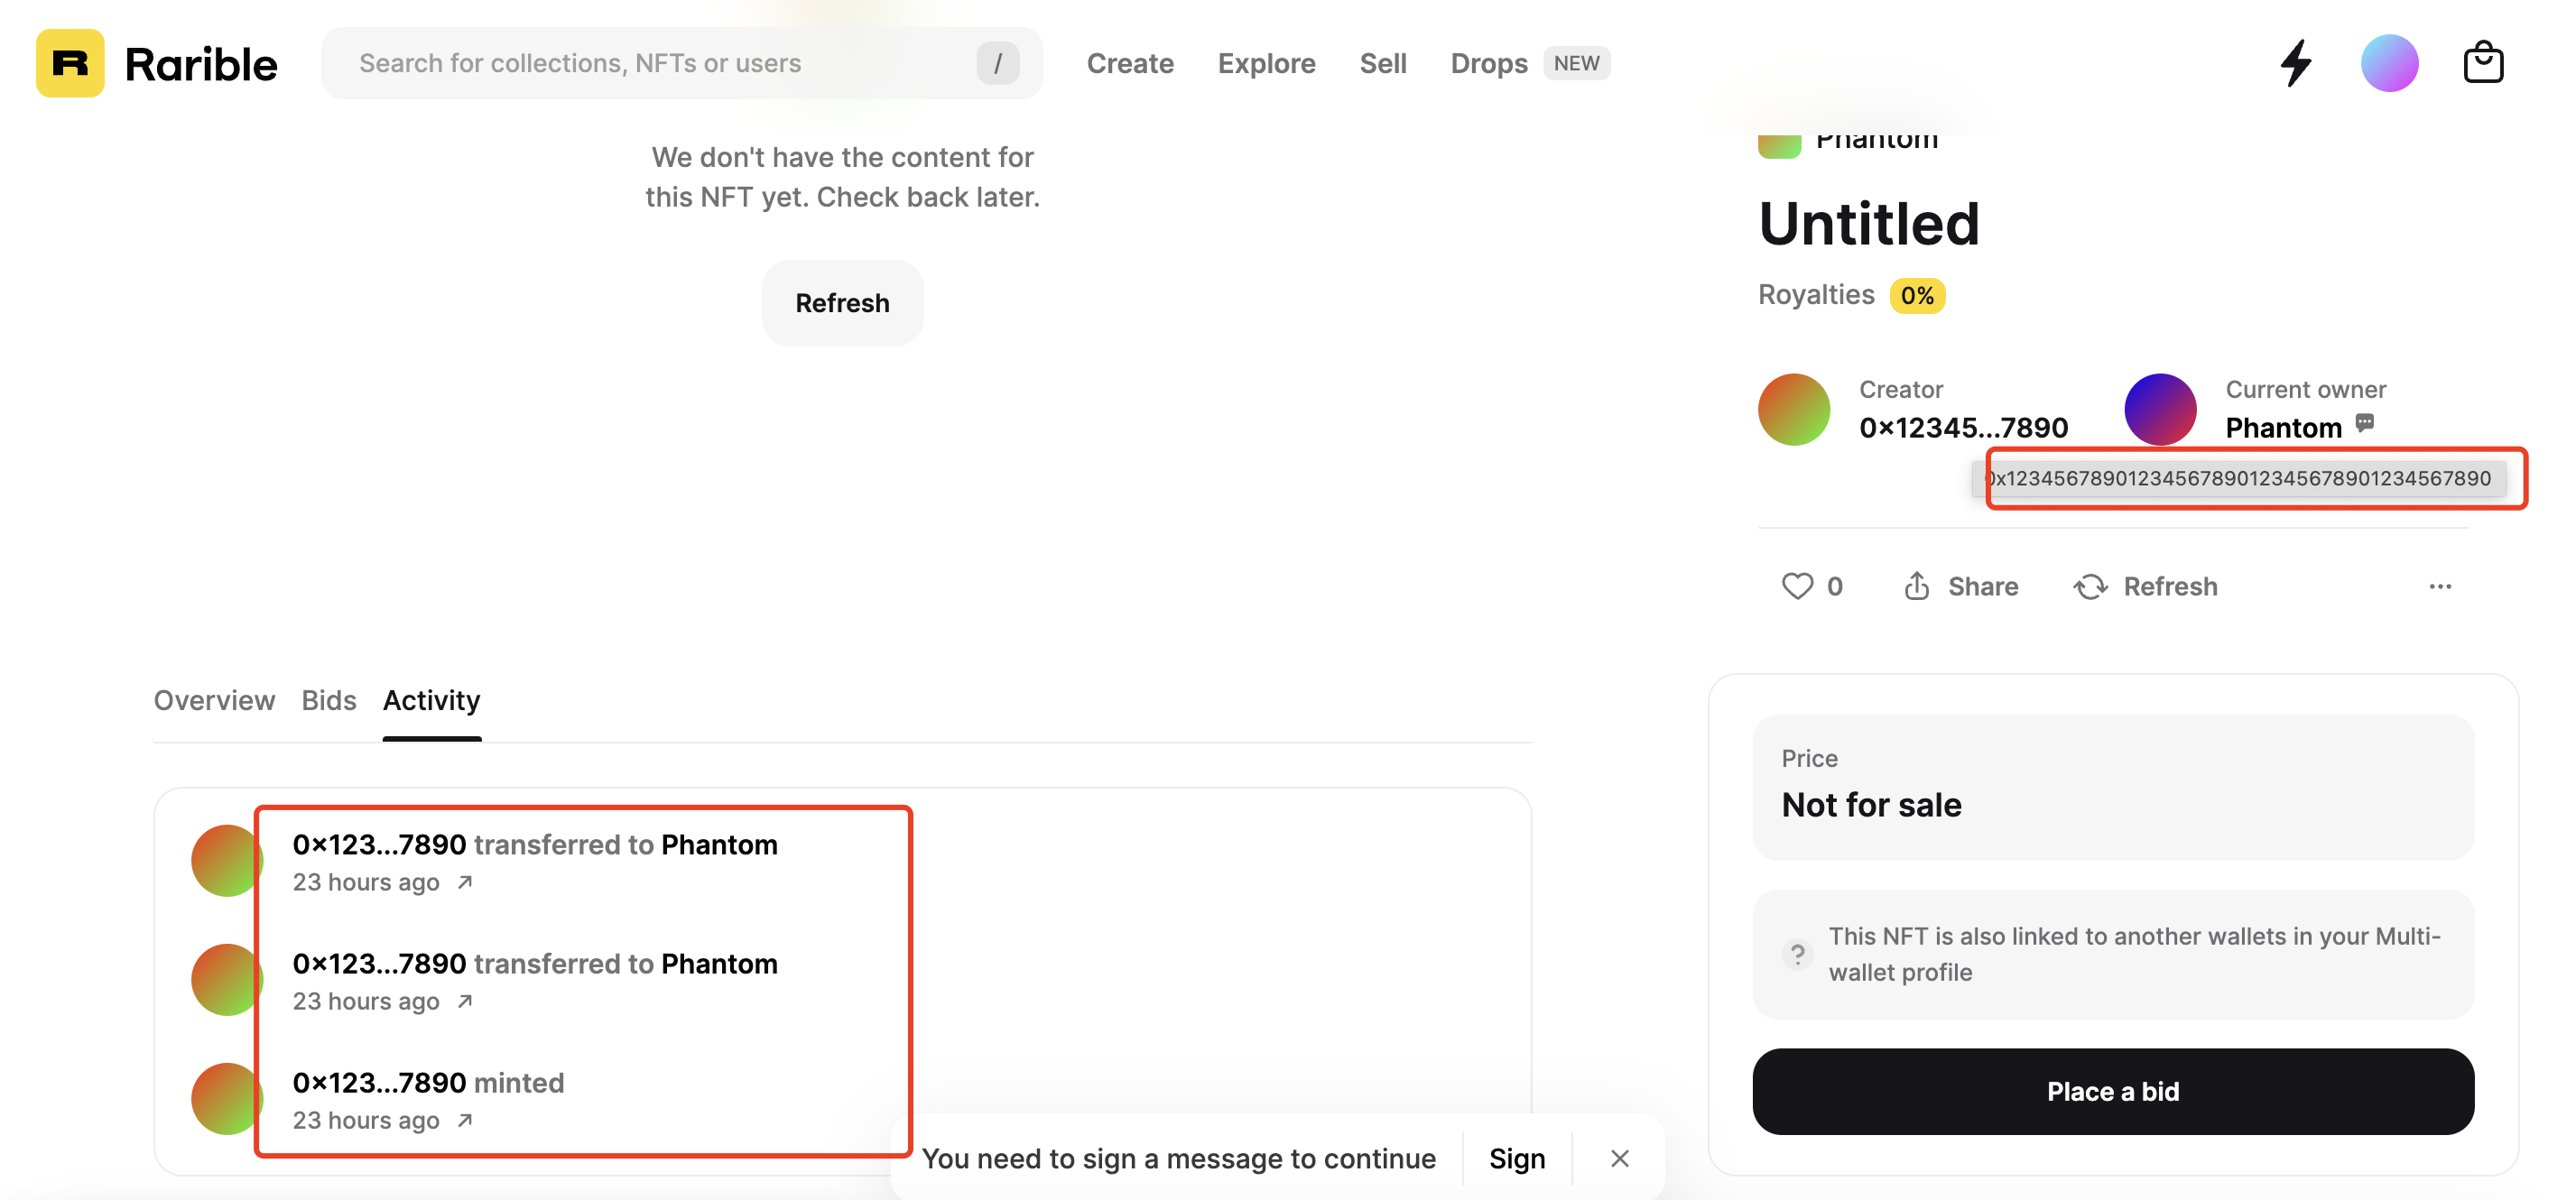 R Rarible
Search for collections, NFTs or users /
Create Explore Sell Drops NEW
We don't have the content for
this NFT yet. Check back later.
Refresh
Phantom
Untitled
Royalties 0%
Creator
0×12345...7890
Current owner
Phantom
0x1234567890123456789012345678901234567890
0 Share Refresh ...
Overview Bids Activity
0×123...7890 transferred to Phantom
23 hours ago ↗
0×123...7890 transferred to Phantom
23 hours ago ↗
0×123...7890 minted
23 hours ago ↗
Price
Not for sale
? This NFT is also linked to another wallets in your Multi-
wallet profile
Place a bid
You need to sign a message to continue Sign ×